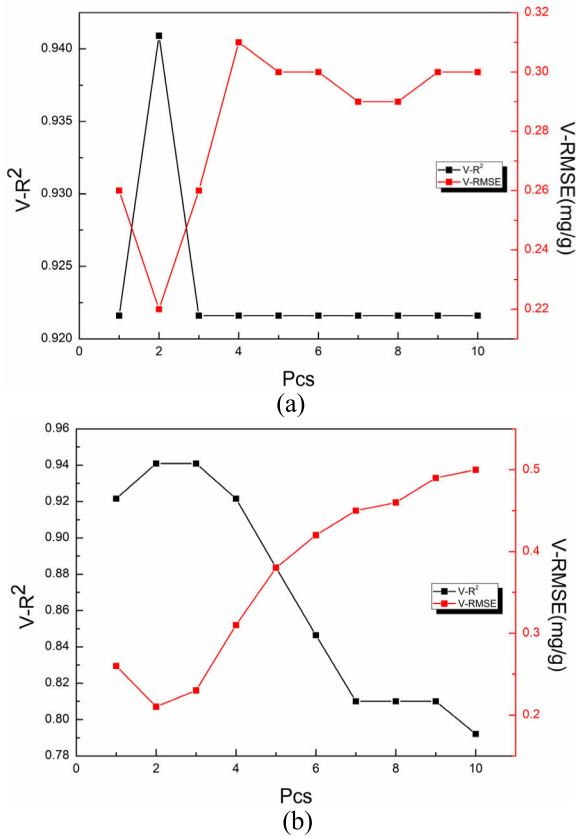 0.940
0.935
0.930
0.925
0.920
V-R²
0.32
0.30
0.28
0.26
0.24
0.22
V-RMSE(mg/g)
V-R²
V-RMSE
0 2 4 6 8 10
Pcs
(a)
0.96
0.94
0.92
0.90
0.88
0.86
0.84
0.82
0.80
0.78
V-R²
0.5
0.4
0.3
0.2
V-RMSE(mg/g)
V-R²
V-RMSE
0 2 4 6 8 10
Pcs
(b)